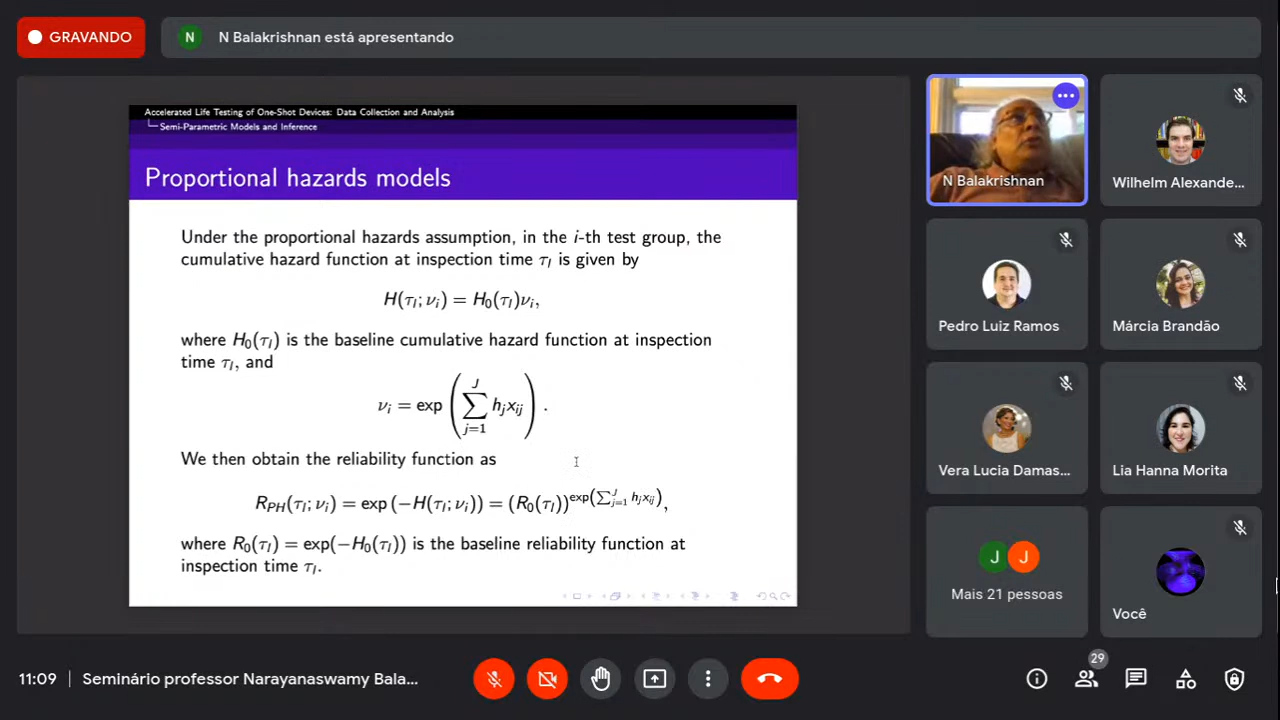 GRAVANDO
N
N Balakrishnan está apresentando
Accelerated Life Testing of One-Shot Devices: Data Collection and Analysis
Semi-Parametric Models and Inference
Proportional hazards models
Under the proportional hazards assumption, in the i-th test group, the
cumulative hazard function at inspection time τ_l is given by
H(τ_l; ν_i) = H_0(τ_l)ν_i,
where H_0(τ_l) is the baseline cumulative hazard function at inspection
time τ_l, and
ν_i = exp (∑_{j=1}^{J} h_j x_{ij}) .
We then obtain the reliability function as
R_{PH}(τ_l; ν_i) = exp (−H(τ_l; ν_i)) = (R_0(τ_l))^{exp(∑_{j=1}^{J} h_j x_{ij})},
where R_0(τ_l) = exp(−H_0(τ_l)) is the baseline reliability function at
inspection time τ_l.
N Balakrishnan
Wilhelm Alexande...
Pedro Luiz Ramos
Márcia Brandão
Vera Lucia Damas...
Lia Hanna Morita
J J
Mais 21 pessoas
Você
11:09 | Seminário professor Narayanaswamy Bala...
29